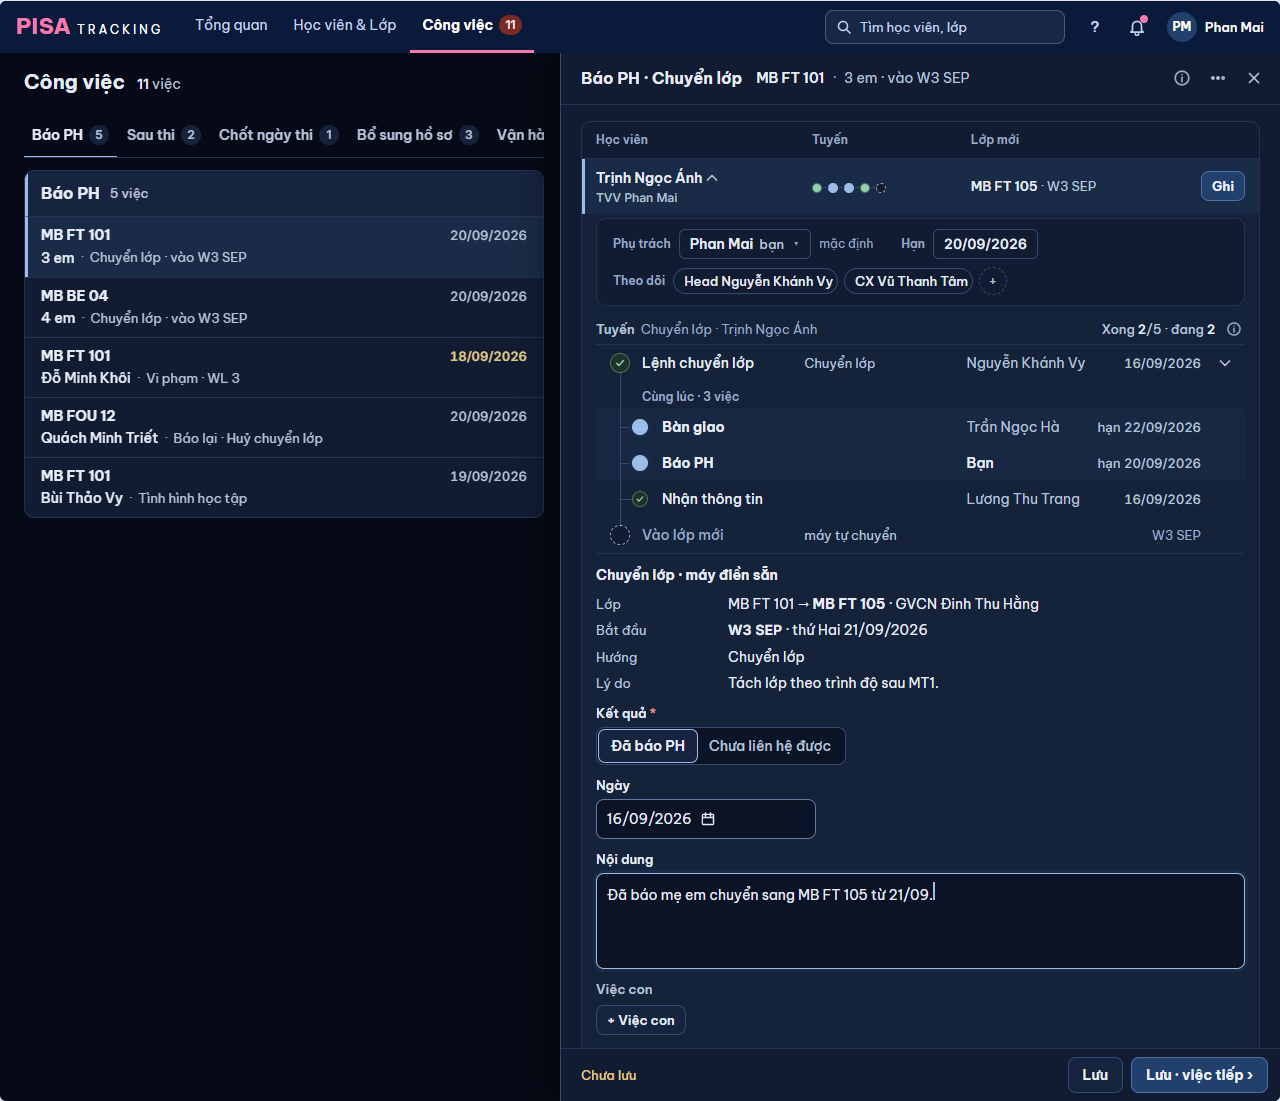 PISA TRACKING
Tổng quan
Học viên & Lớp
Công việc 11
Tìm học viên, lớp
?
PM
Phan Mai
Công việc 11 việc
Báo PH 5
Sau thi 2
Chốt ngày thi 1
Bổ sung hồ sơ 3
Vận hà
Báo PH 5 việc
MB FT 101 20/09/2026
3 em · Chuyển lớp · vào W3 SEP
MB BE 04 20/09/2026
4 em · Chuyển lớp · vào W3 SEP
MB FT 101 18/09/2026
Đỗ Minh Khôi · Vi phạm · WL 3
MB FOU 12 20/09/2026
Quách Minh Triết · Báo lại · Huỷ chuyển lớp
MB FT 101 19/09/2026
Bùi Thảo Vy · Tình hình học tập
Báo PH · Chuyển lớp MB FT 101 · 3 em · vào W3 SEP
Học viên Tuyến Lớp mới
Trịnh Ngọc Ánh
TVV Phan Mai
MB FT 105 · W3 SEP
Ghi
Phụ trách Phan Mai bạn mặc định Hạn 20/09/2026
Theo dõi Head Nguyễn Khánh Vy CX Vũ Thanh Tâm +
Tuyến Chuyển lớp · Trịnh Ngọc Ánh Xong 2/5 · đang 2
Lệnh chuyển lớp Chuyển lớp Nguyễn Khánh Vy 16/09/2026
Cùng lúc · 3 việc
Bàn giao Trần Ngọc Hà hạn 22/09/2026
Báo PH Bạn hạn 20/09/2026
Nhận thông tin Lương Thu Trang 16/09/2026
Vào lớp mới máy tự chuyển W3 SEP
Chuyển lớp · máy điền sẵn
Lớp MB FT 101 → MB FT 105 · GVCN Đinh Thu Hằng
Bắt đầu W3 SEP · thứ Hai 21/09/2026
Hướng Chuyển lớp
Lý do Tách lớp theo trình độ sau MT1.
Kết quả *
Đã báo PH Chưa liên hệ được
Ngày
16/09/2026
Nội dung
Đã báo mẹ em chuyển sang MB FT 105 từ 21/09.
Việc con
+ Việc con
Chưa lưu
Lưu
Lưu · việc tiếp ›